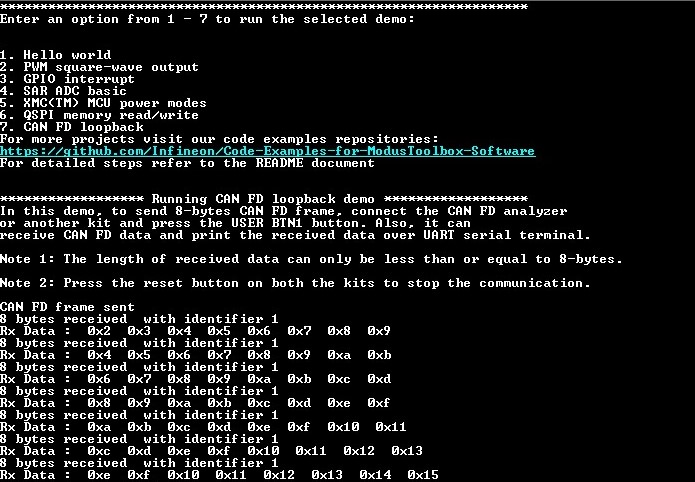 ******************************************************************
Enter an option from 1 - 7 to run the selected demo:
1. Hello world
2. PWM square-wave output
3. GPIO interrupt
4. SAR ADC basic
5. XMC(TM) MCU power modes
6. QSPI memory read/write
7. CAN FD loopback
For more projects visit our code examples repositories:
https://github.com/Infineon/Code-Examples-for-ModusToolbox-Software
For detailed steps refer to the README document
****************** Running CAN FD loopback demo ******************
In this demo, to send 8-bytes CAN FD frame, connect the CAN FD analyzer
or another kit and press the USER BTN1 button. Also, it can
receive CAN FD data and print the received data over UART serial terminal.
Note 1: The length of received data can only be less than or equal to 8-bytes.
Note 2: Press the reset button on both the kits to stop the communication.
CAN FD frame sent
8 bytes received  with identifier 1
Rx Data :  0x2  0x3  0x4  0x5  0x6  0x7  0x8  0x9
8 bytes received  with identifier 1
Rx Data :  0x4  0x5  0x6  0x7  0x8  0x9  0xa  0xb
8 bytes received  with identifier 1
Rx Data :  0x6  0x7  0x8  0x9  0xa  0xb  0xc  0xd
8 bytes received  with identifier 1
Rx Data :  0x8  0x9  0xa  0xb  0xc  0xd  0xe  0xf
8 bytes received  with identifier 1
Rx Data :  0xa  0xb  0xc  0xd  0xe  0xf  0x10  0x11
8 bytes received  with identifier 1
Rx Data :  0xc  0xd  0xe  0xf  0x10  0x11  0x12  0x13
8 bytes received  with identifier 1
Rx Data :  0xe  0xf  0x10  0x11  0x12  0x13  0x14  0x15